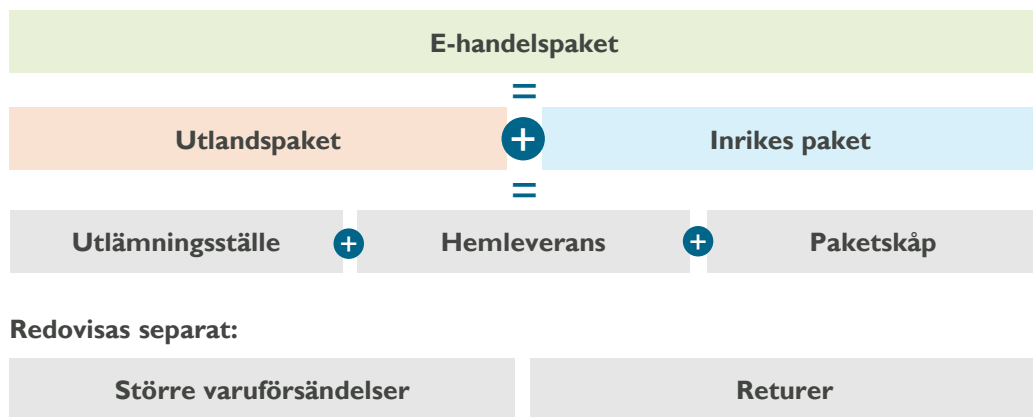 E-handelspaket
=
Utlandspaket + Inrikes paket
=
Utlämningsställe + Hemleverans + Paketskåp
Redovisas separat:
Större varuförsändelser Returer